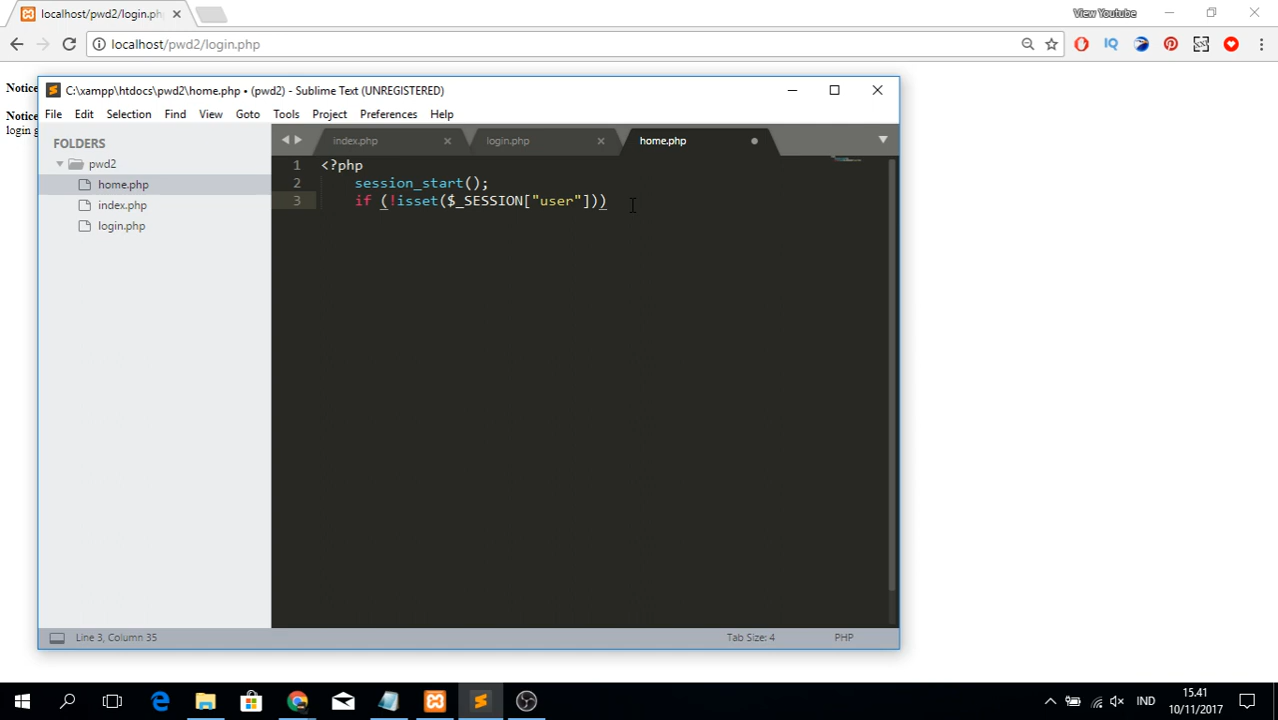 localhost/pwd2/login.ph
View Youtube
localhost/pwd2/login.php
IQ
Notice
Notice
login g
C:\xampp\htdocs\pwd2\home.php • (pwd2) - Sublime Text (UNREGISTERED)
File Edit Selection Find View Goto Tools Project Preferences Help
FOLDERS
pwd2
home.php
index.php
login.php
index.php
login.php
home.php
1 <?php
2 session_start();
3 if (!isset($_SESSION["user"]))
Line 3, Column 35
Tab Size: 4
PHP
IND
15.41
10/11/2017